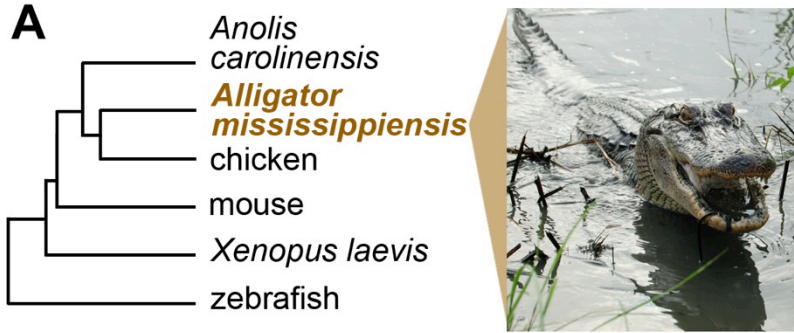 A
Anolis
carolinensis
Alligator
mississippiensis
chicken
mouse
Xenopus laevis
zebrafish